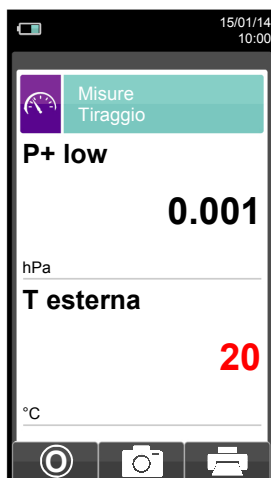 15/01/14
10:00
Misure
Tiraggio
P+ low
0.001
hPa
T esterna
20
°C